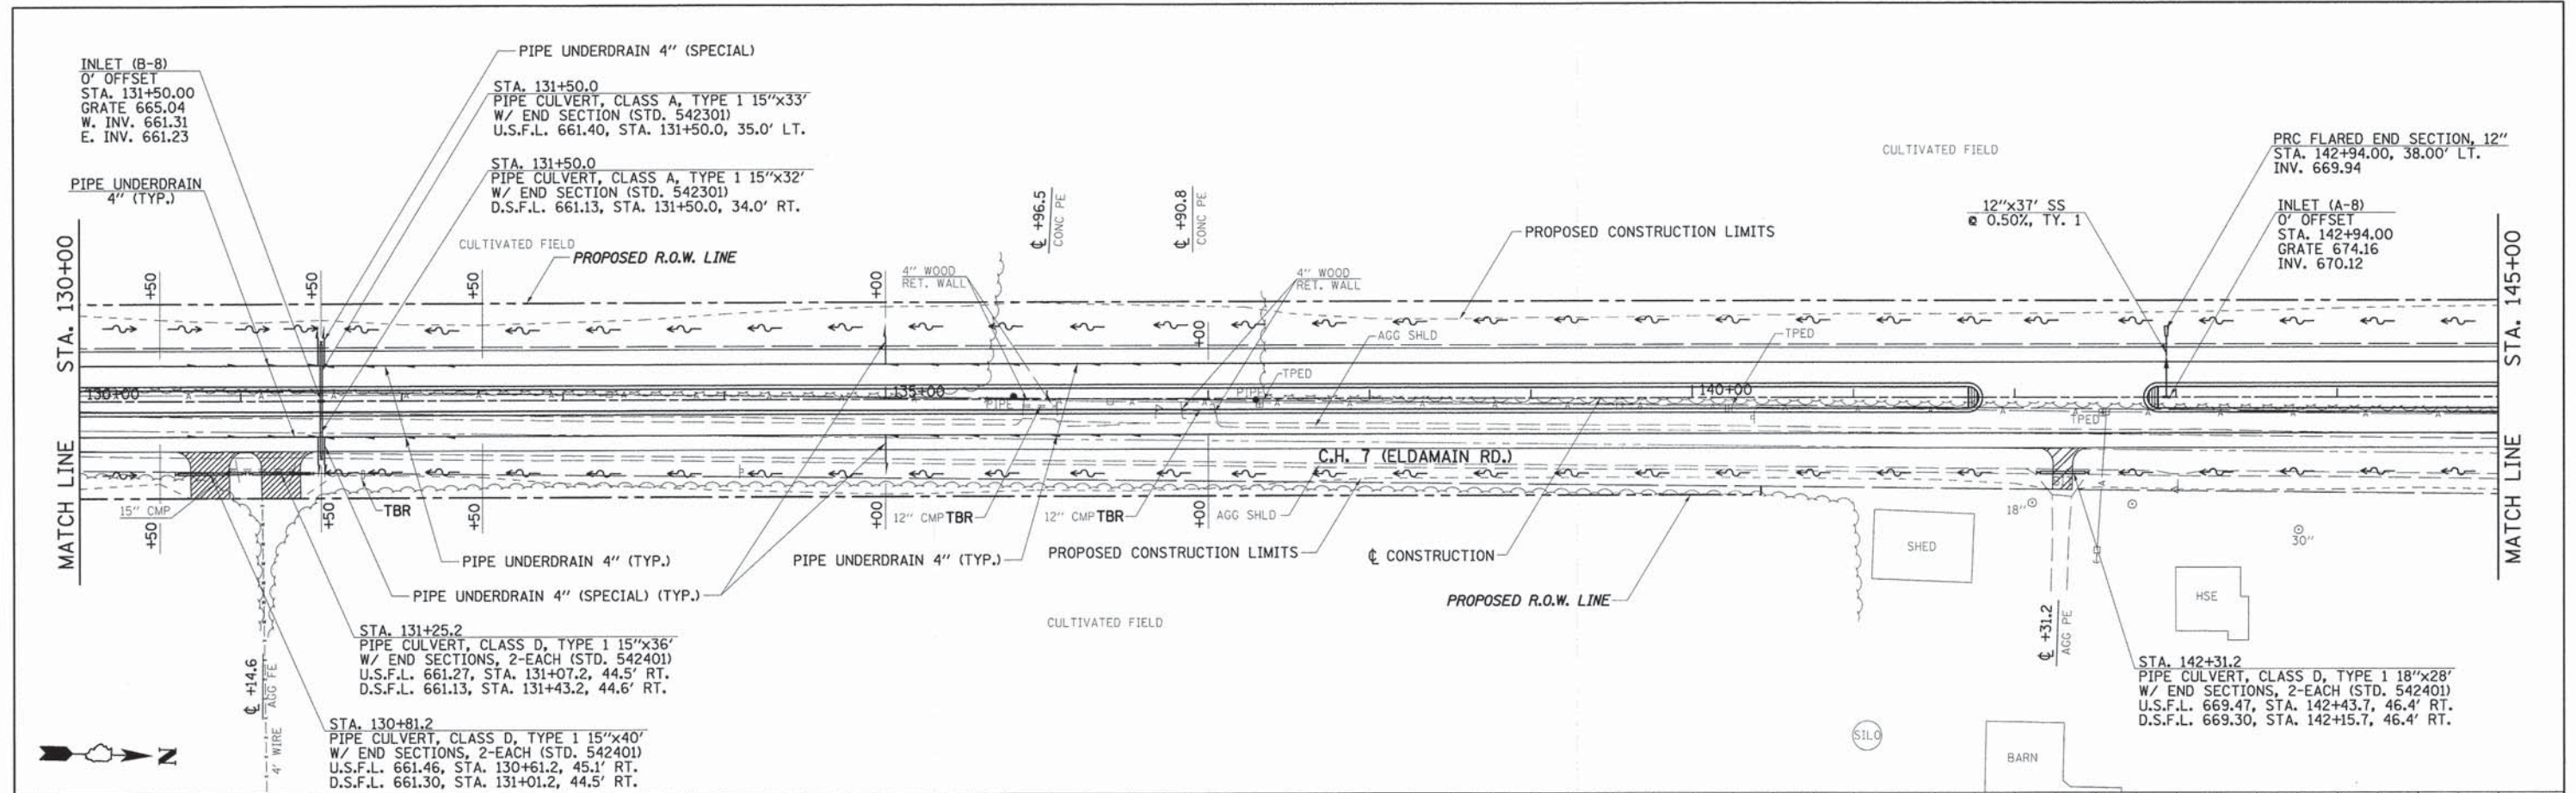 INLET (B-8)
0' OFFSET
STA. 131+50.00
GRATE 665.04
W. INV. 661.31
E. INV. 661.23
PIPE UNDERDRAIN
4" (TYP.)
PIPE UNDERDRAIN 4" (SPECIAL)
STA. 131+50.0
PIPE CULVERT, CLASS A, TYPE 1 15"x33'
W/ END SECTION (STD. 542301)
U.S.F.L. 661.40, STA. 131+50.0, 35.0' LT.
STA. 131+50.0
PIPE CULVERT, CLASS A, TYPE 1 15"x32'
W/ END SECTION (STD. 542301)
D.S.F.L. 661.13, STA. 131+50.0, 34.0' RT.
CULTIVATED FIELD
PROPOSED R.O.W. LINE
℄ +96.5
CONC PE
℄ +90.8
CONC PE
4" WOOD
RET. WALL
4" WOOD
RET. WALL
PROPOSED CONSTRUCTION LIMITS
CULTIVATED FIELD
12"x37' SS
@ 0.50%, TY. 1
PRC FLARED END SECTION, 12"
STA. 142+94.00, 38.00' LT.
INV. 669.94
INLET (A-8)
0' OFFSET
STA. 142+94.00
GRATE 674.16
INV. 670.12
MATCH LINE STA. 130+00
MATCH LINE STA. 145+00
+50
+50
+50
+00
+00
AGG SHLD
TPED
TPED
130+00
135+00
140+00
PIPE
PIPE
TPED
C.H. 7 (ELDAMAIN RD.)
15" CMP
+50
+50
TBR
+50
+00
12" CMP TBR
12" CMP TBR
+00
AGG SHLD
18"
30"
PIPE UNDERDRAIN 4" (TYP.)
PIPE UNDERDRAIN 4" (TYP.)
PROPOSED CONSTRUCTION LIMITS
℄ CONSTRUCTION
SHED
PIPE UNDERDRAIN 4" (SPECIAL) (TYP.)
PROPOSED R.O.W. LINE
HSE
CULTIVATED FIELD
STA. 131+25.2
PIPE CULVERT, CLASS D, TYPE 1 15"x36'
W/ END SECTIONS, 2-EACH (STD. 542401)
U.S.F.L. 661.27, STA. 131+07.2, 44.5' RT.
D.S.F.L. 661.13, STA. 131+43.2, 44.6' RT.
℄ +14.6
AGG FE
4' WIRE
℄ +31.2
AGG PE
STA. 142+31.2
PIPE CULVERT, CLASS D, TYPE 1 18"x28'
W/ END SECTIONS, 2-EACH (STD. 542401)
U.S.F.L. 669.47, STA. 142+43.7, 46.4' RT.
D.S.F.L. 669.30, STA. 142+15.7, 46.4' RT.
STA. 130+81.2
PIPE CULVERT, CLASS D, TYPE 1 15"x40'
W/ END SECTIONS, 2-EACH (STD. 542401)
U.S.F.L. 661.46, STA. 130+61.2, 45.1' RT.
D.S.F.L. 661.30, STA. 131+01.2, 44.5' RT.
N
SILO
BARN